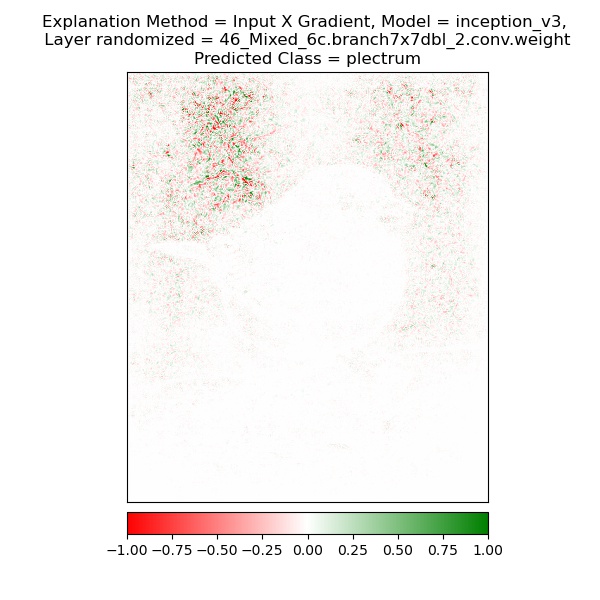 Explanation Method = Input X Gradient, Model = inception_v3,
Layer randomized = 46_Mixed_6c.branch7x7dbl_2.conv.weight
Predicted Class = plectrum
−1.00 −0.75 −0.50 −0.25 0.00 0.25 0.50 0.75 1.00